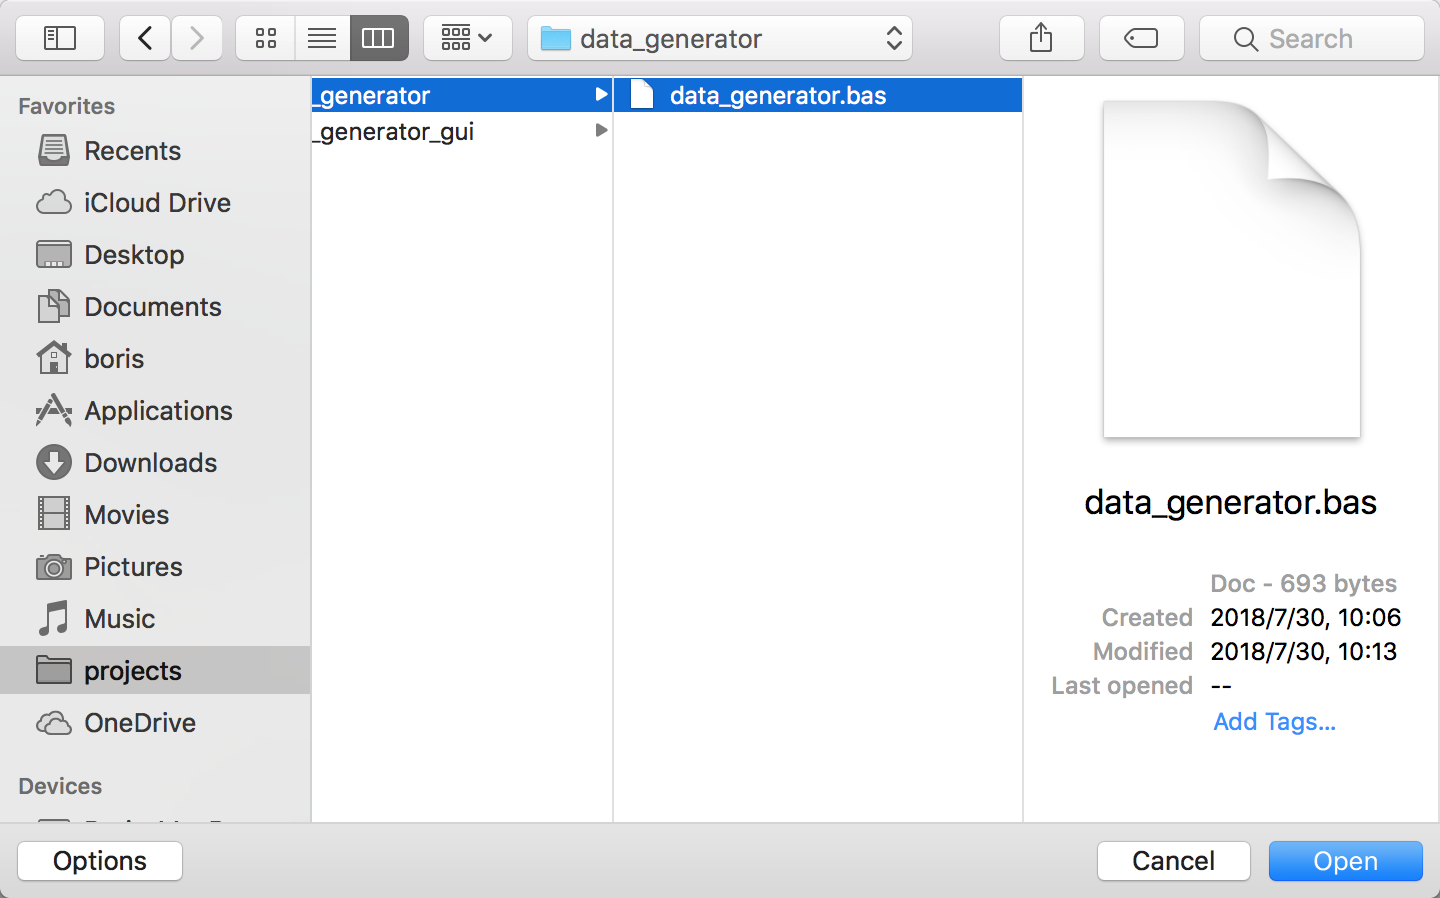 data_generator
Search
Favorites
Recents
iCloud Drive
Desktop
Documents
boris
Applications
Downloads
Movies
Pictures
Music
projects
OneDrive
Devices
_generator
_generator_gui
data_generator.bas
data_generator.bas
Doc - 693 bytes
Created 2018/7/30, 10:06
Modified 2018/7/30, 10:13
Last opened --
Add Tags...
Options
Cancel
Open